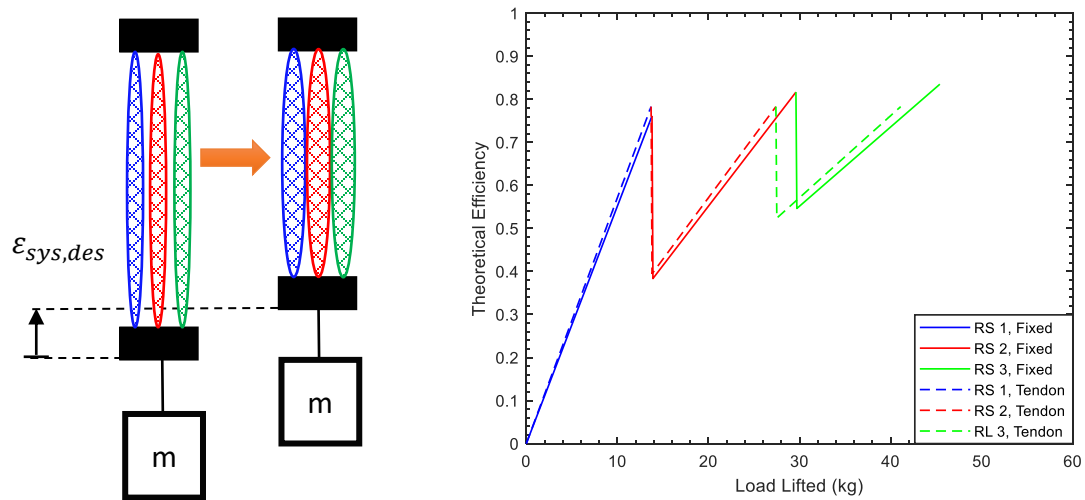 ε_sys,des
m
m
1
0.9
0.8
0.7
0.6
0.5
0.4
0.3
0.2
0.1
0
Theoretical Efficiency
0 10 20 30 40 50 60
Load Lifted (kg)
RS 1, Fixed
RS 2, Fixed
RS 3, Fixed
RS 1, Tendon
RS 2, Tendon
RL 3, Tendon